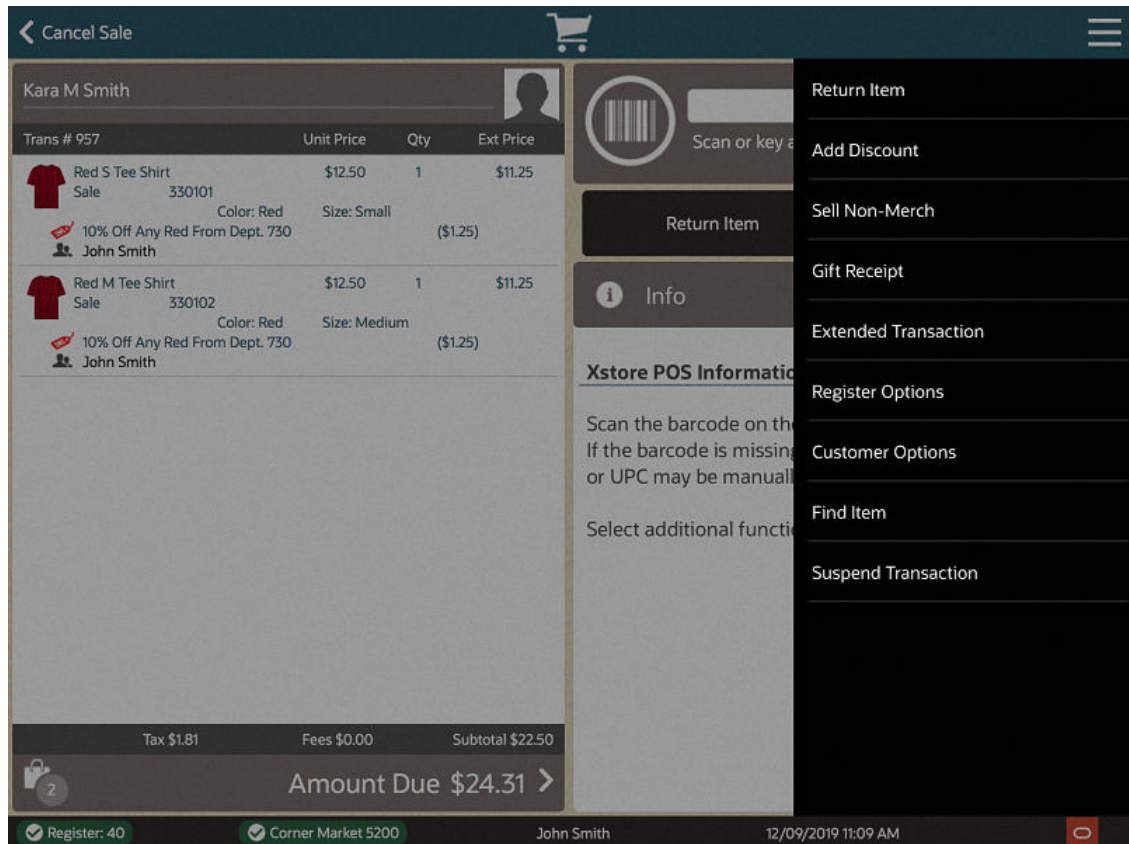 Cancel Sale
Kara M Smith
Trans # 957 Unit Price Qty Ext Price
Red S Tee Shirt $12.50 1 $11.25
Sale 330101
Color: Red Size: Small
10% Off Any Red From Dept. 730 ($1.25)
John Smith
Red M Tee Shirt $12.50 1 $11.25
Sale 330102
Color: Red Size: Medium
10% Off Any Red From Dept. 730 ($1.25)
John Smith
Tax $1.81 Fees $0.00 Subtotal $22.50
2
Amount Due $24.31
Scan or key a
Return Item
Info
Xstore POS Informatio
Scan the barcode on the
If the barcode is missing
or UPC may be manuall
Select additional functi
Return Item
Add Discount
Sell Non-Merch
Gift Receipt
Extended Transaction
Register Options
Customer Options
Find Item
Suspend Transaction
Register: 40 Corner Market 5200 John Smith 12/09/2019 11:09 AM